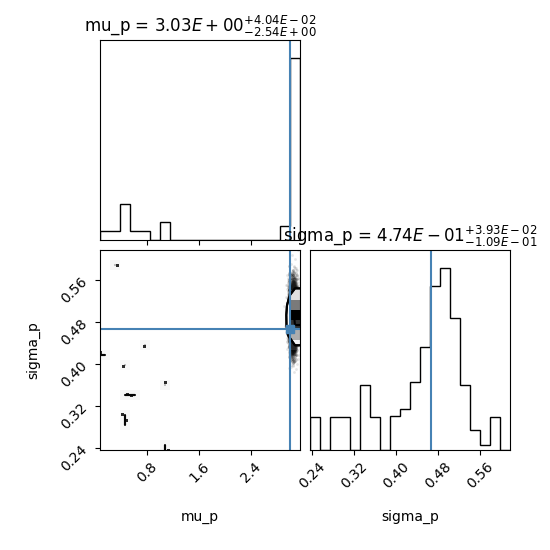 mu_p = 3.03E + 00+4.04E−02 −2.54E+00
sigma_p = 4.74E − 01+3.93E−02 −1.09E−01
sigma_p
0.56
0.48
0.40
0.32
0.24
0.8
1.6
2.4
mu_p
0.24
0.32
0.40
0.48
0.56
sigma_p